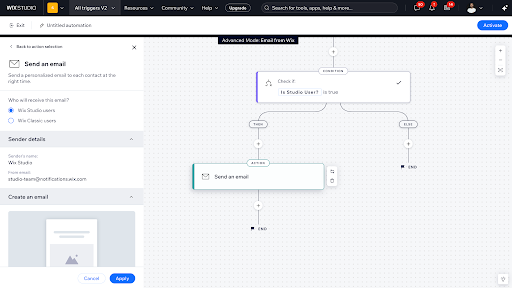 WIX STUDIO
All triggers V2
Resources
Community
Help
Upgrade
Search for tools, apps, help & more...
Exit
Untitled automation
Activate
Advanced Mode: Email from Wix
Back to action selection
Send an email
Send a personalized email to each contact at the
right time.
Who will receive this email?
Wix Studio users
Wix Classic users
Sender details
Sender's name
Wix Studio
From email
studio-team@notifications.wix.com
Create an email
Cancel
Apply
CONDITION
Check if:
Is Studio User? is true
THEN
ELSE
END
ACTION
Send an email
END